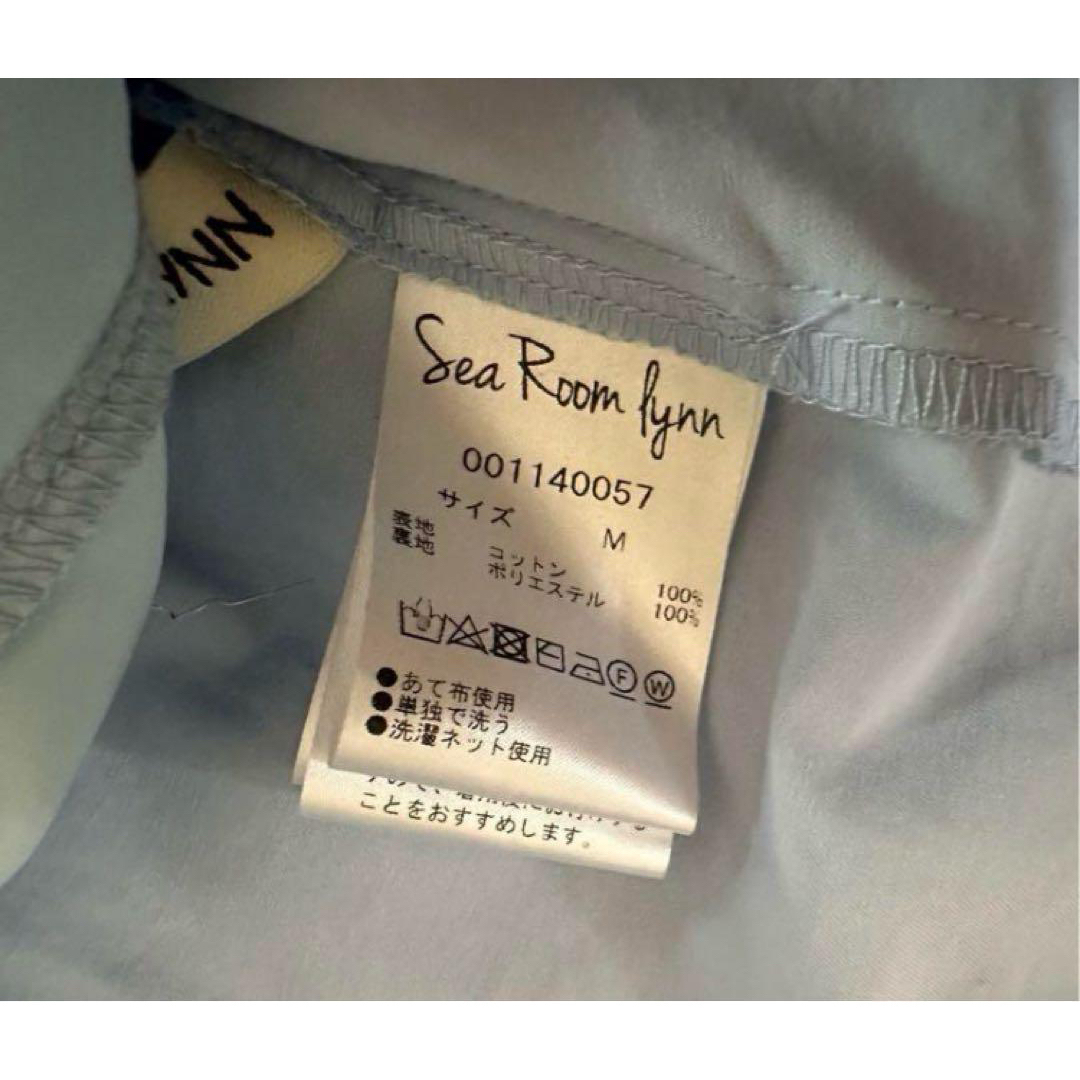 YNN
Sea Room lynn
001140057
サイズ M
表地 コットン 100%
裏地 ポリエステル 100%
F W
●あて布使用
●単独で洗う
●洗濯ネット使用
ことをおすすめします。